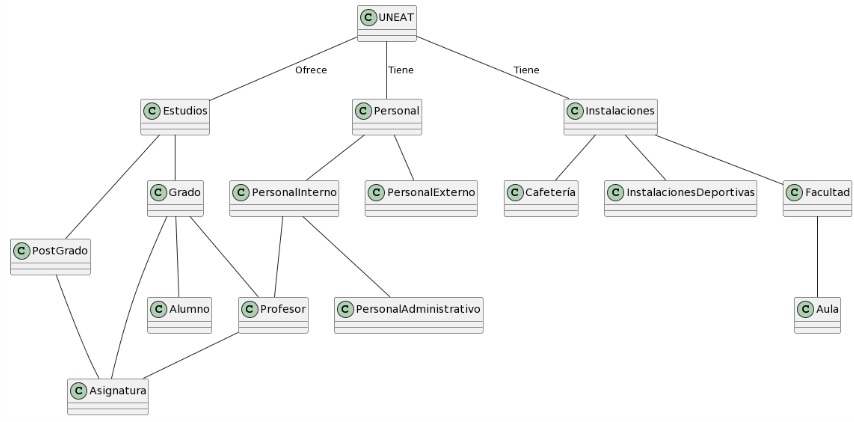 C UNEAT
Ofrece
Tiene
Tiene
C Estudios
C Personal
C Instalaciones
C Grado
C PersonalInterno
C PersonalExterno
C Cafetería
C InstalacionesDeportivas
C Facultad
C PostGrado
C Alumno
C Profesor
C PersonalAdministrativo
C Aula
C Asignatura